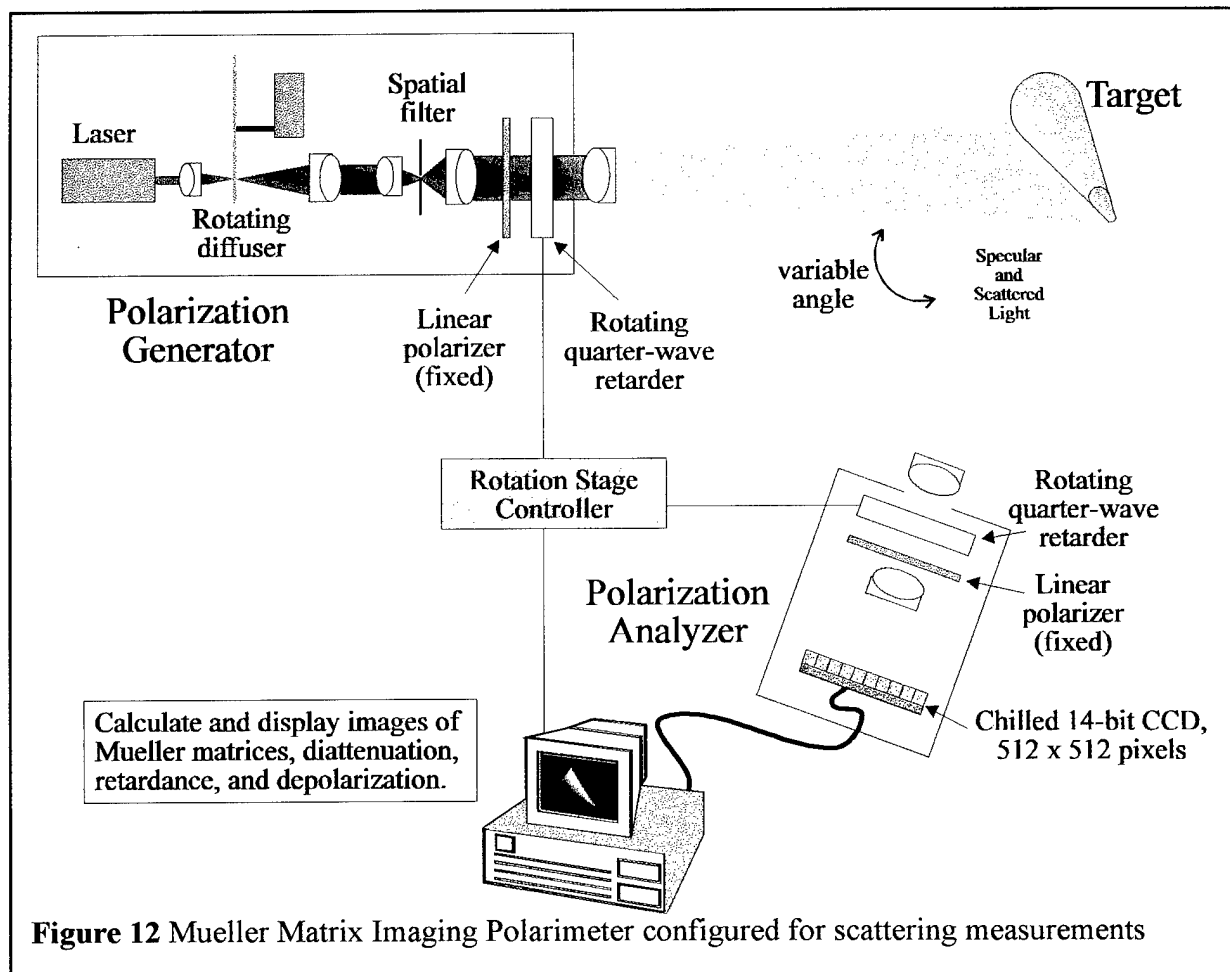 Laser
Rotating
diffuser
Spatial
filter
Target
Polarization
Generator
Linear
polarizer
(fixed)
Rotating
quarter-wave
retarder
variable
angle
Specular
and
Scattered
Light
Rotation Stage
Controller
Rotating
quarter-wave
retarder
Polarization
Analyzer
Linear
polarizer
(fixed)
Chilled 14-bit CCD,
512 x 512 pixels
Calculate and display images of
Mueller matrices, diattenuation,
retardance, and depolarization.
Figure 12 Mueller Matrix Imaging Polarimeter configured for scattering measurements